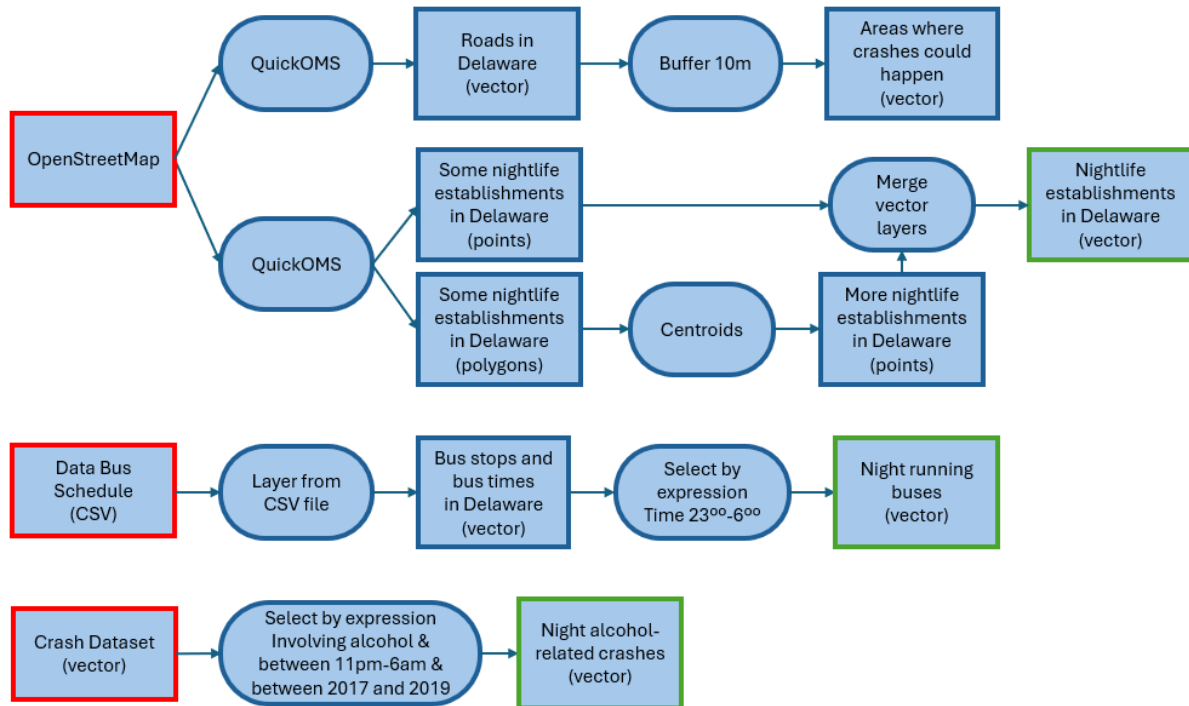 QuickOMS
Roads in
Delaware
(vector)
Buffer 10m
Areas where
crashes could
happen
(vector)
OpenStreetMap
QuickOMS
Some nightlife
establishments
in Delaware
(points)
Merge
vector
layers
Nightlife
establishments
in Delaware
(vector)
Some nightlife
establishments
in Delaware
(polygons)
Centroids
More nightlife
establishments
in Delaware
(points)
Data Bus
Schedule
(CSV)
Layer from
CSV file
Bus stops and
bus times
in Delaware
(vector)
Select by
expression
Time 23ºº-6ºº
Night running
buses
(vector)
Crash Dataset
(vector)
Select by expression
Involving alcohol &
between 11pm-6am &
between 2017 and 2019
Night alcohol-
related crashes
(vector)